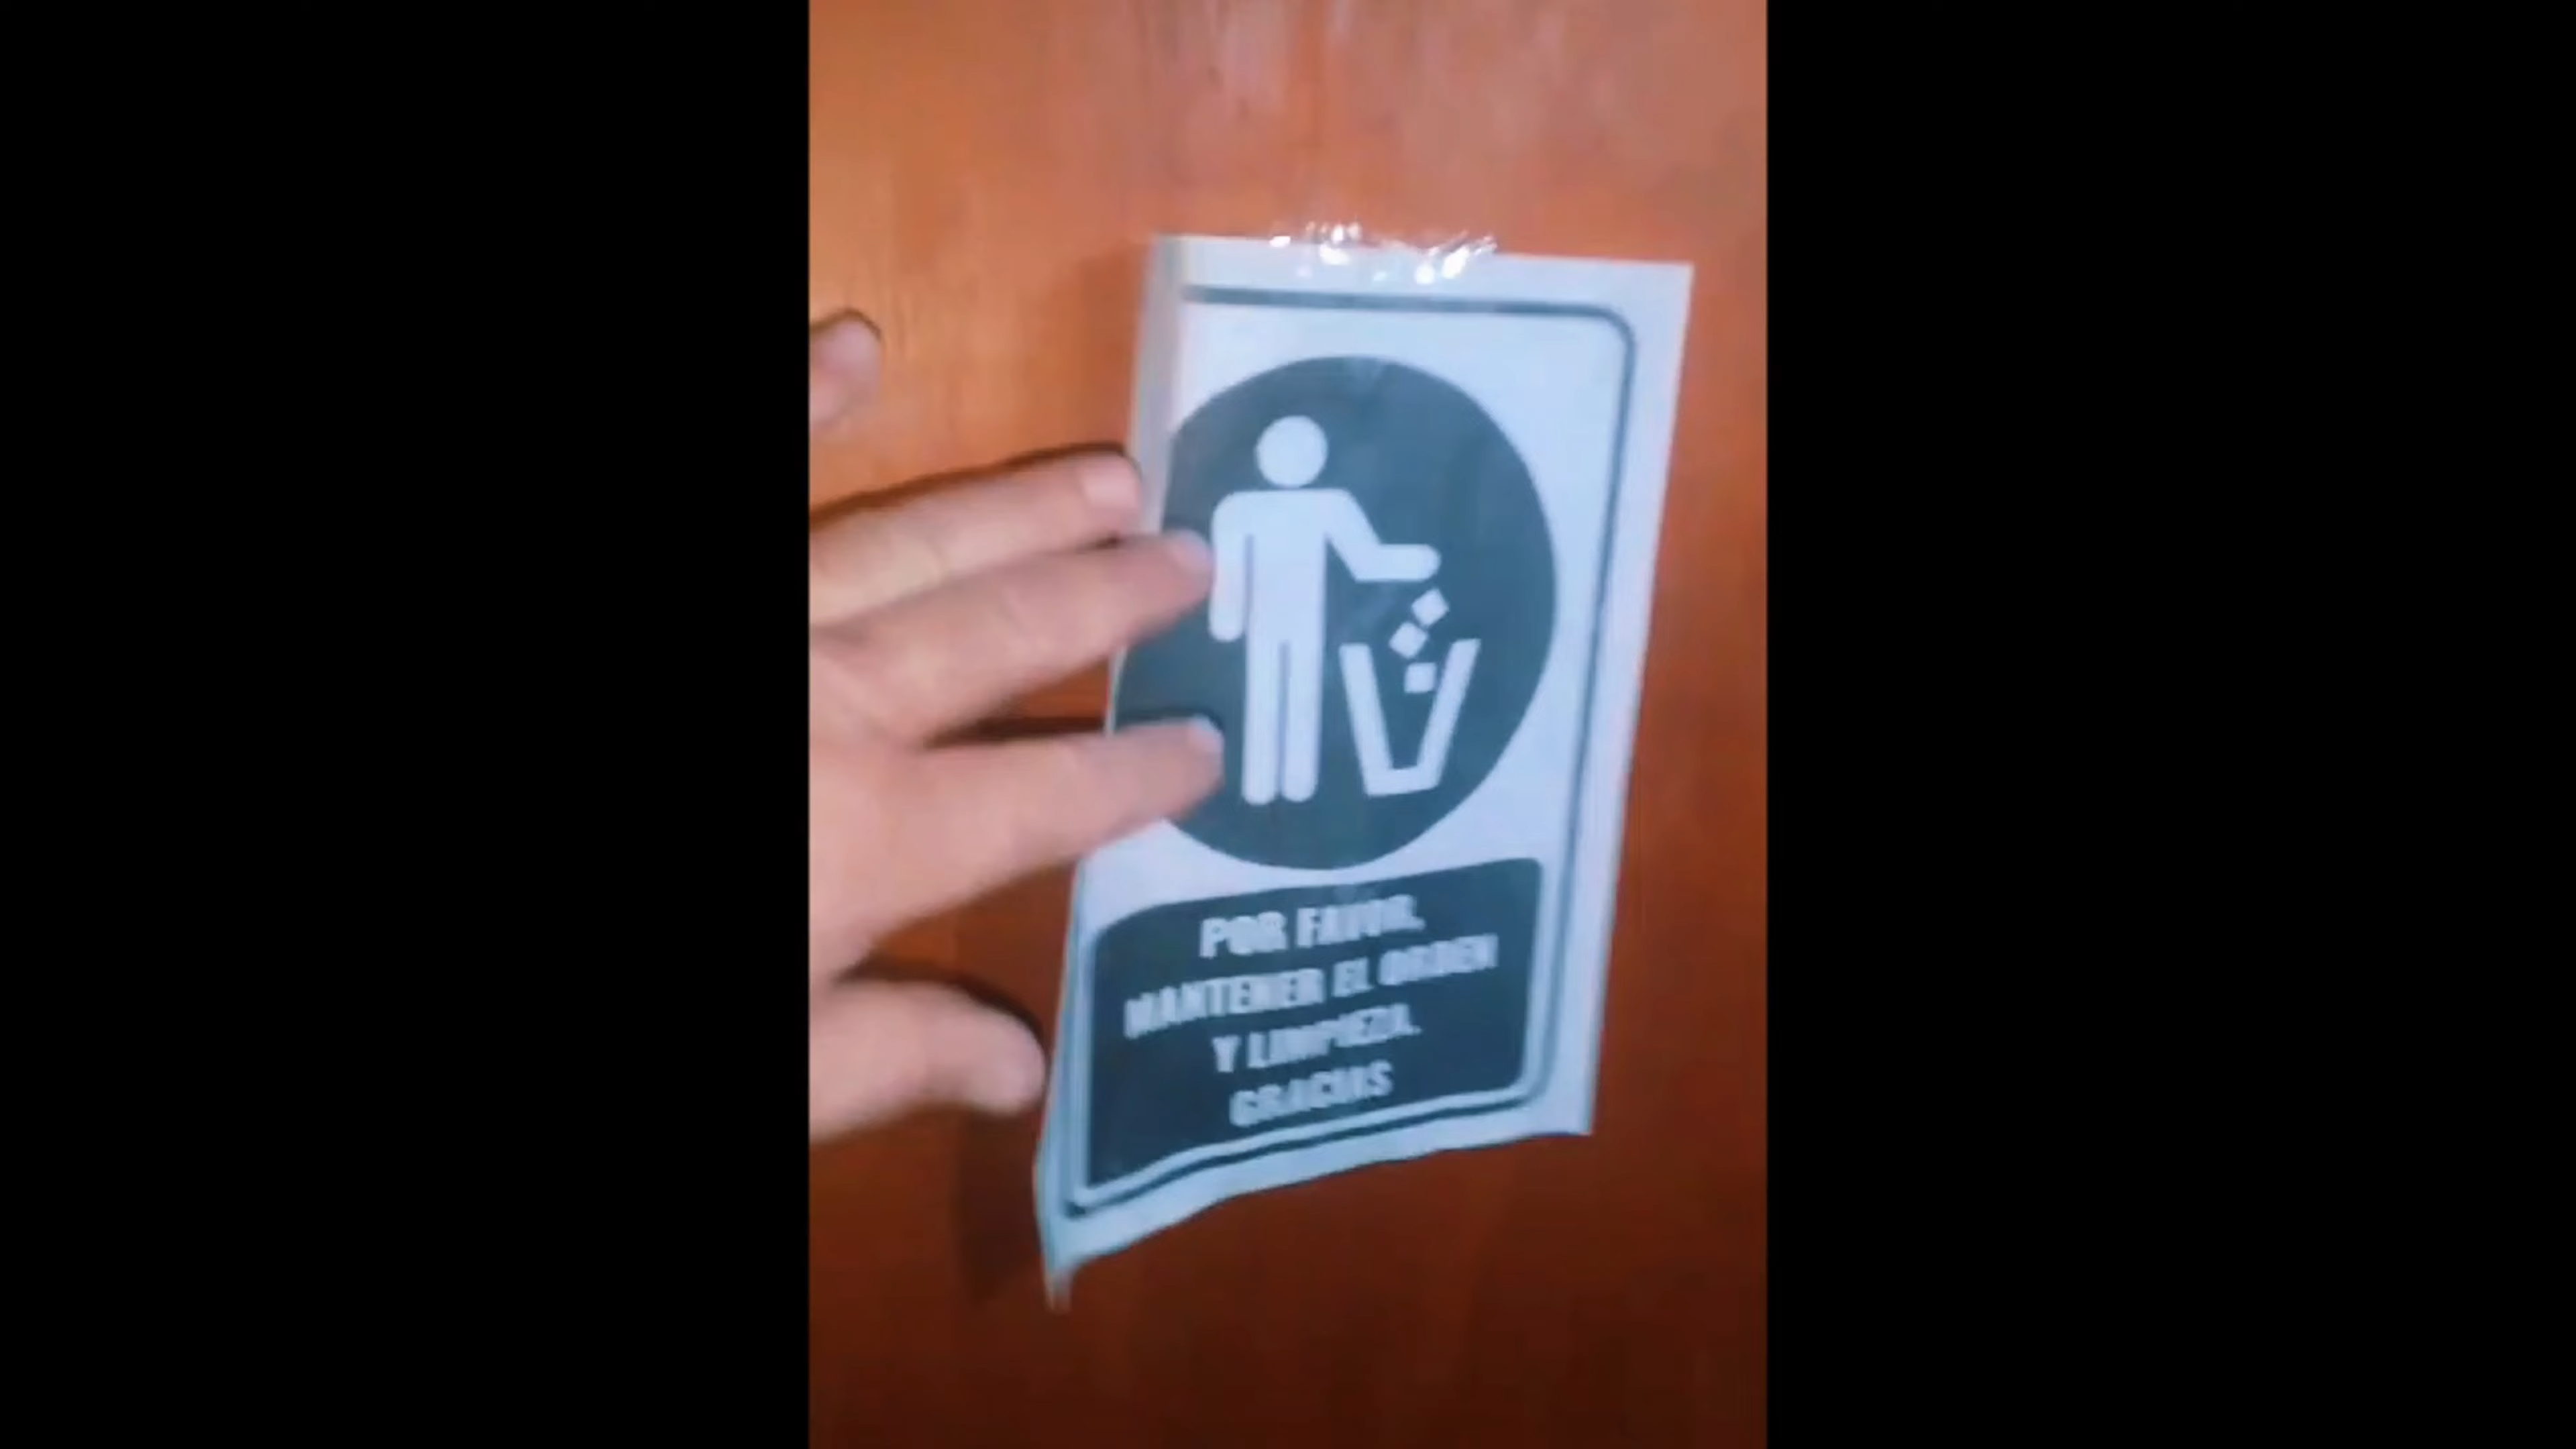 POR FAVOR,
MANTENER EL ORDEN
Y LIMPIEZA.
GRACIAS